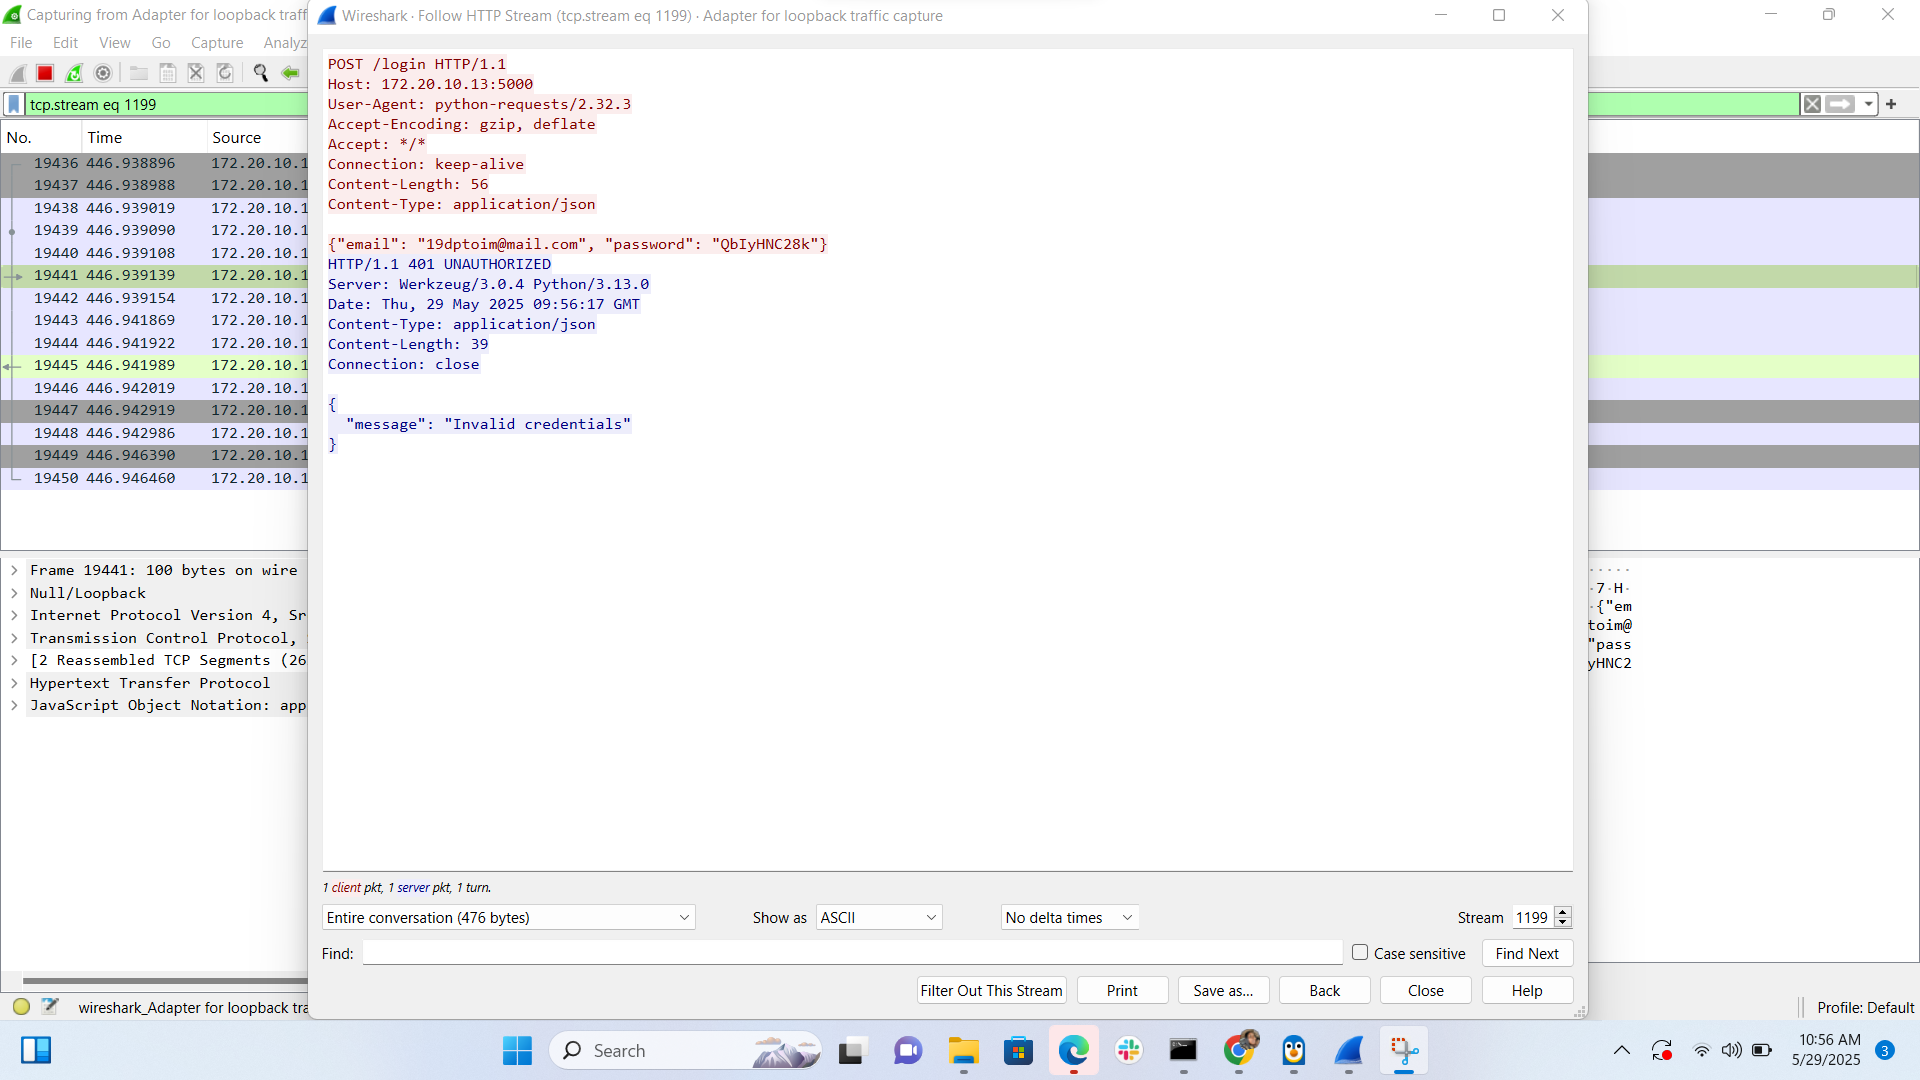 Capturing from Adapter for loopback traff
File Edit View Go Capture Analyz
tcp.stream eq 1199
No. Time Source
19436 446.938896 172.20.10.1
19437 446.938988 172.20.10.1
19438 446.939019 172.20.10.1
19439 446.939090 172.20.10.1
19440 446.939108 172.20.10.1
19441 446.939139 172.20.10.1
19442 446.939154 172.20.10.1
19443 446.941869 172.20.10.1
19444 446.941922 172.20.10.1
19445 446.941989 172.20.10.1
19446 446.942019 172.20.10.1
19447 446.942919 172.20.10.1
19448 446.942986 172.20.10.1
19449 446.946390 172.20.10.1
19450 446.946460 172.20.10.1
Frame 19441: 100 bytes on wire
Null/Loopback
Internet Protocol Version 4, Sr
Transmission Control Protocol,
[2 Reassembled TCP Segments (26
Hypertext Transfer Protocol
JavaScript Object Notation: app
wireshark_Adapter for loopback tra
Wireshark · Follow HTTP Stream (tcp.stream eq 1199) · Adapter for loopback traffic capture
POST /login HTTP/1.1
Host: 172.20.10.13:5000
User-Agent: python-requests/2.32.3
Accept-Encoding: gzip, deflate
Accept: */*
Connection: keep-alive
Content-Length: 56
Content-Type: application/json
{"email": "19dptoim@mail.com", "password": "QbIyHNC28k"}
HTTP/1.1 401 UNAUTHORIZED
Server: Werkzeug/3.0.4 Python/3.13.0
Date: Thu, 29 May 2025 09:56:17 GMT
Content-Type: application/json
Content-Length: 39
Connection: close
{
"message": "Invalid credentials"
}
1 client pkt, 1 server pkt, 1 turn.
Entire conversation (476 bytes) Show as ASCII No delta times Stream 1199
Find: Case sensitive Find Next
Filter Out This Stream Print Save as... Back Close Help
·····
·7·H·
·{"em
toim@
"pass
yHNC2
Profile: Default
Search
10:56 AM
5/29/2025
3